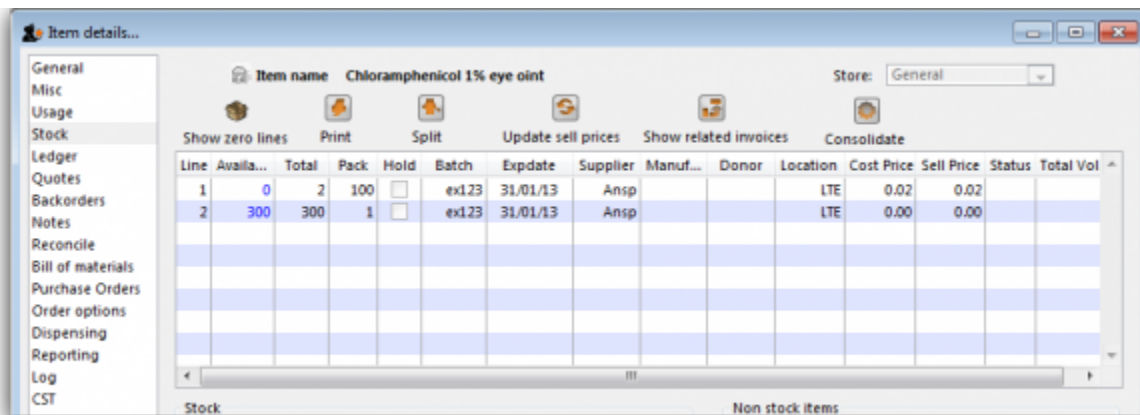 Item details...
General
Misc
Usage
Stock
Ledger
Quotes
Backorders
Notes
Reconcile
Bill of materials
Purchase Orders
Order options
Dispensing
Reporting
Log
CST
Item name Chloramphenicol 1% eye oint Store: General
Show zero lines Print Split Update sell prices Show related invoices Consolidate
Line Availa... Total Pack Hold Batch Expdate Supplier Manuf... Donor Location Cost Price Sell Price Status Total Vol
1 0 2 100 ex123 31/01/13 Ansp LTE 0.02 0.02
2 300 300 1 ex123 31/01/13 Ansp LTE 0.00 0.00
Stock Non stock items